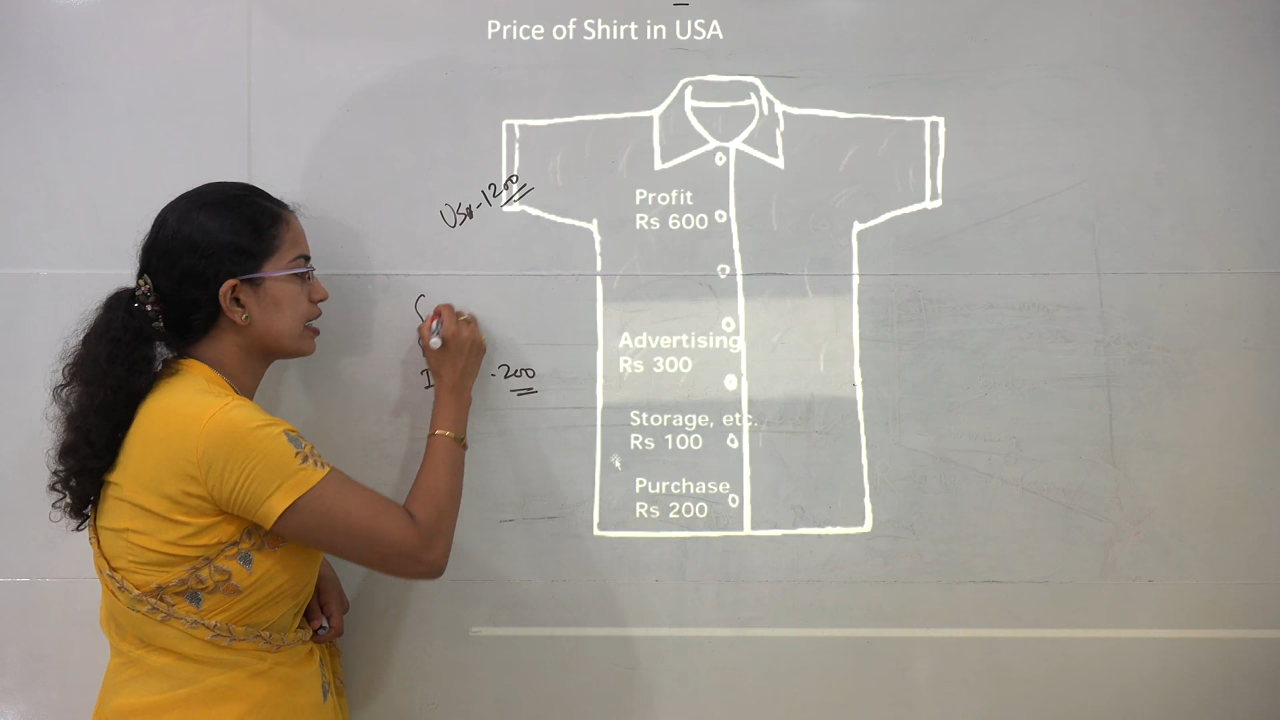 Price of Shirt in USA
Profit
Rs 600
USA-1200
Advertising
Rs 300
-200
Storage, etc.
Rs 100
Purchase
Rs 200